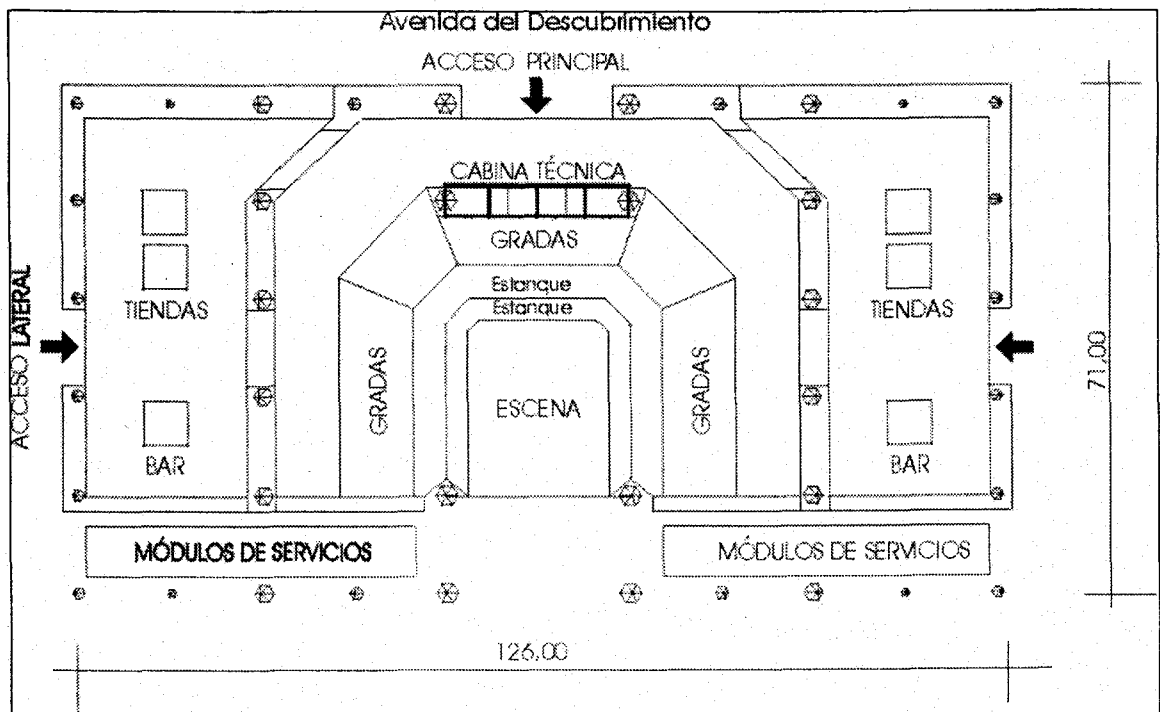 Avenida del Descubrimiento
ACCESO PRINCIPAL
CABINA TÉCNICA
GRADAS
Estanque
Estanque
TIENDAS
TIENDAS
ACCESO LATERAL
71,00
GRADAS
ESCENA
GRADAS
BAR
BAR
MÓDULOS DE SERVICIOS
MÓDULOS DE SERVICIOS
126,00